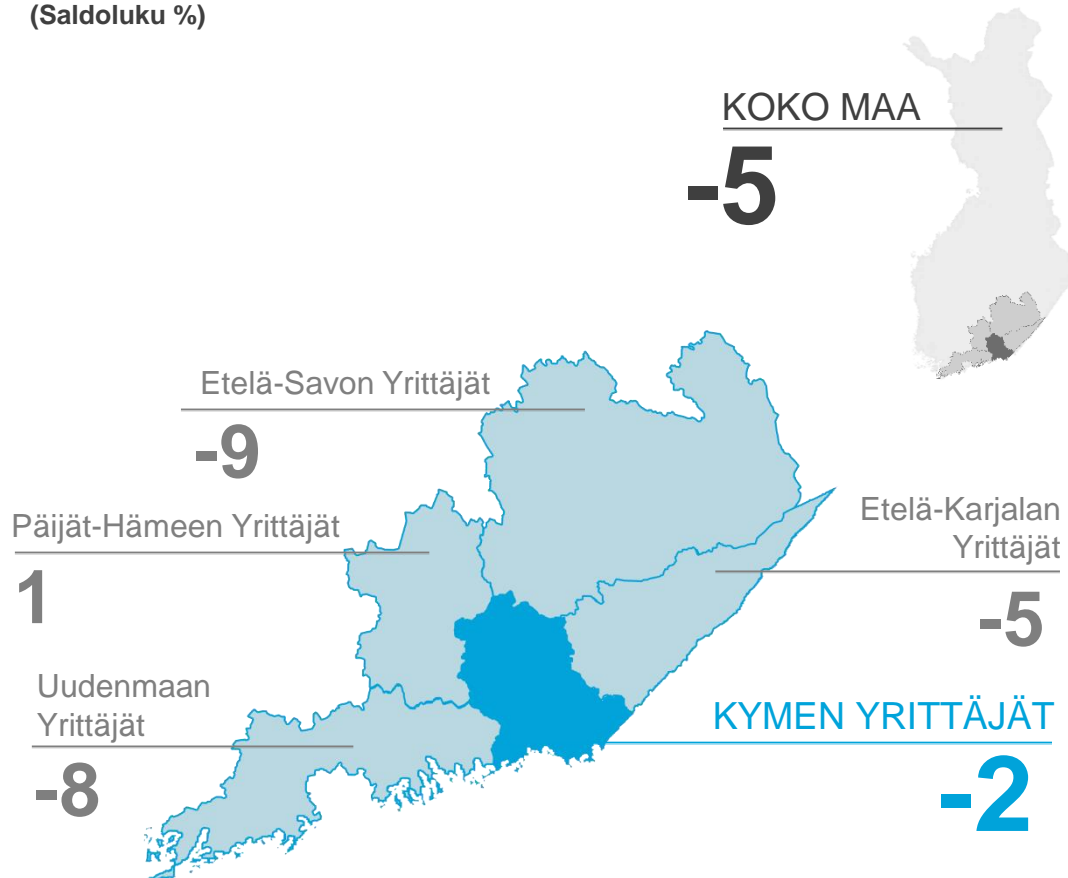 (Saldoluku %)
KOKO MAA
-5
Etelä-Savon Yrittäjät
-9
Päijät-Hämeen Yrittäjät
1
Etelä-Karjalan
Yrittäjät
-5
Uudenmaan
Yrittäjät
-8
KYMEN YRITTÄJÄT
-2